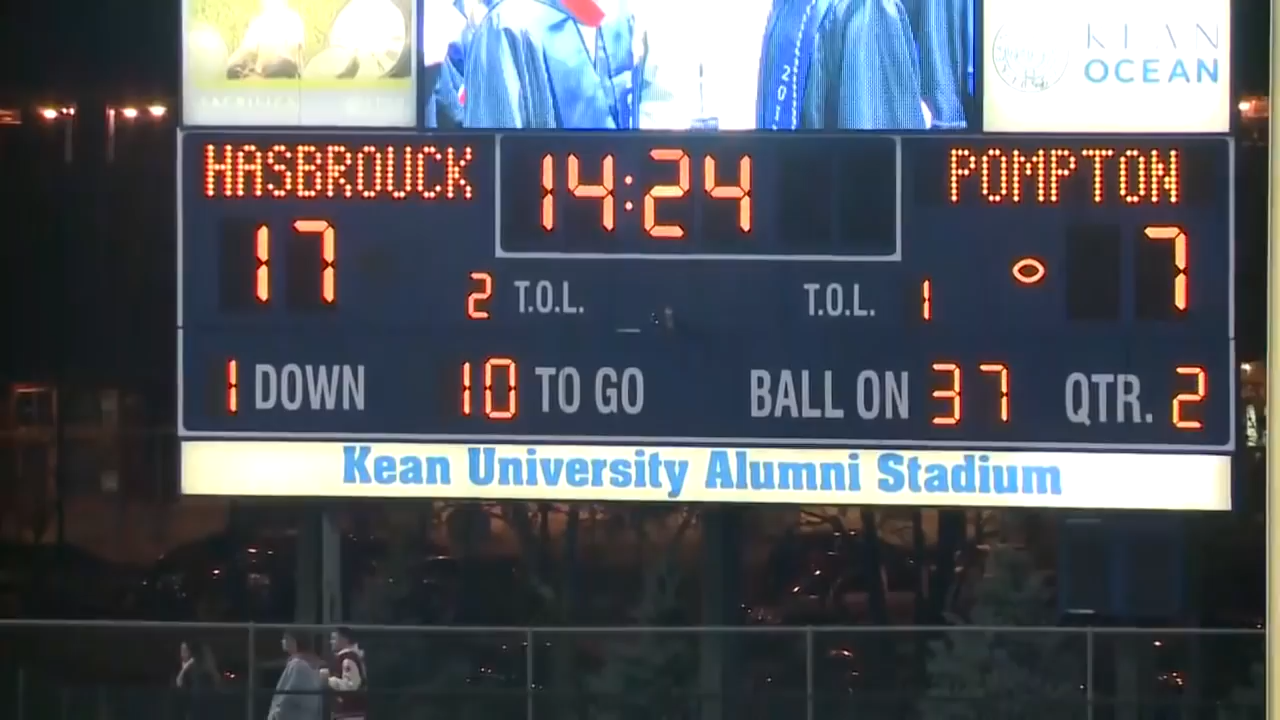 KEAN
OCEAN
HASBROUCK 14:24 POMPTON
17 7
2 T.O.L. T.O.L. 1
1 DOWN 10 TO GO BALL ON 37 QTR. 2
Kean University Alumni Stadium